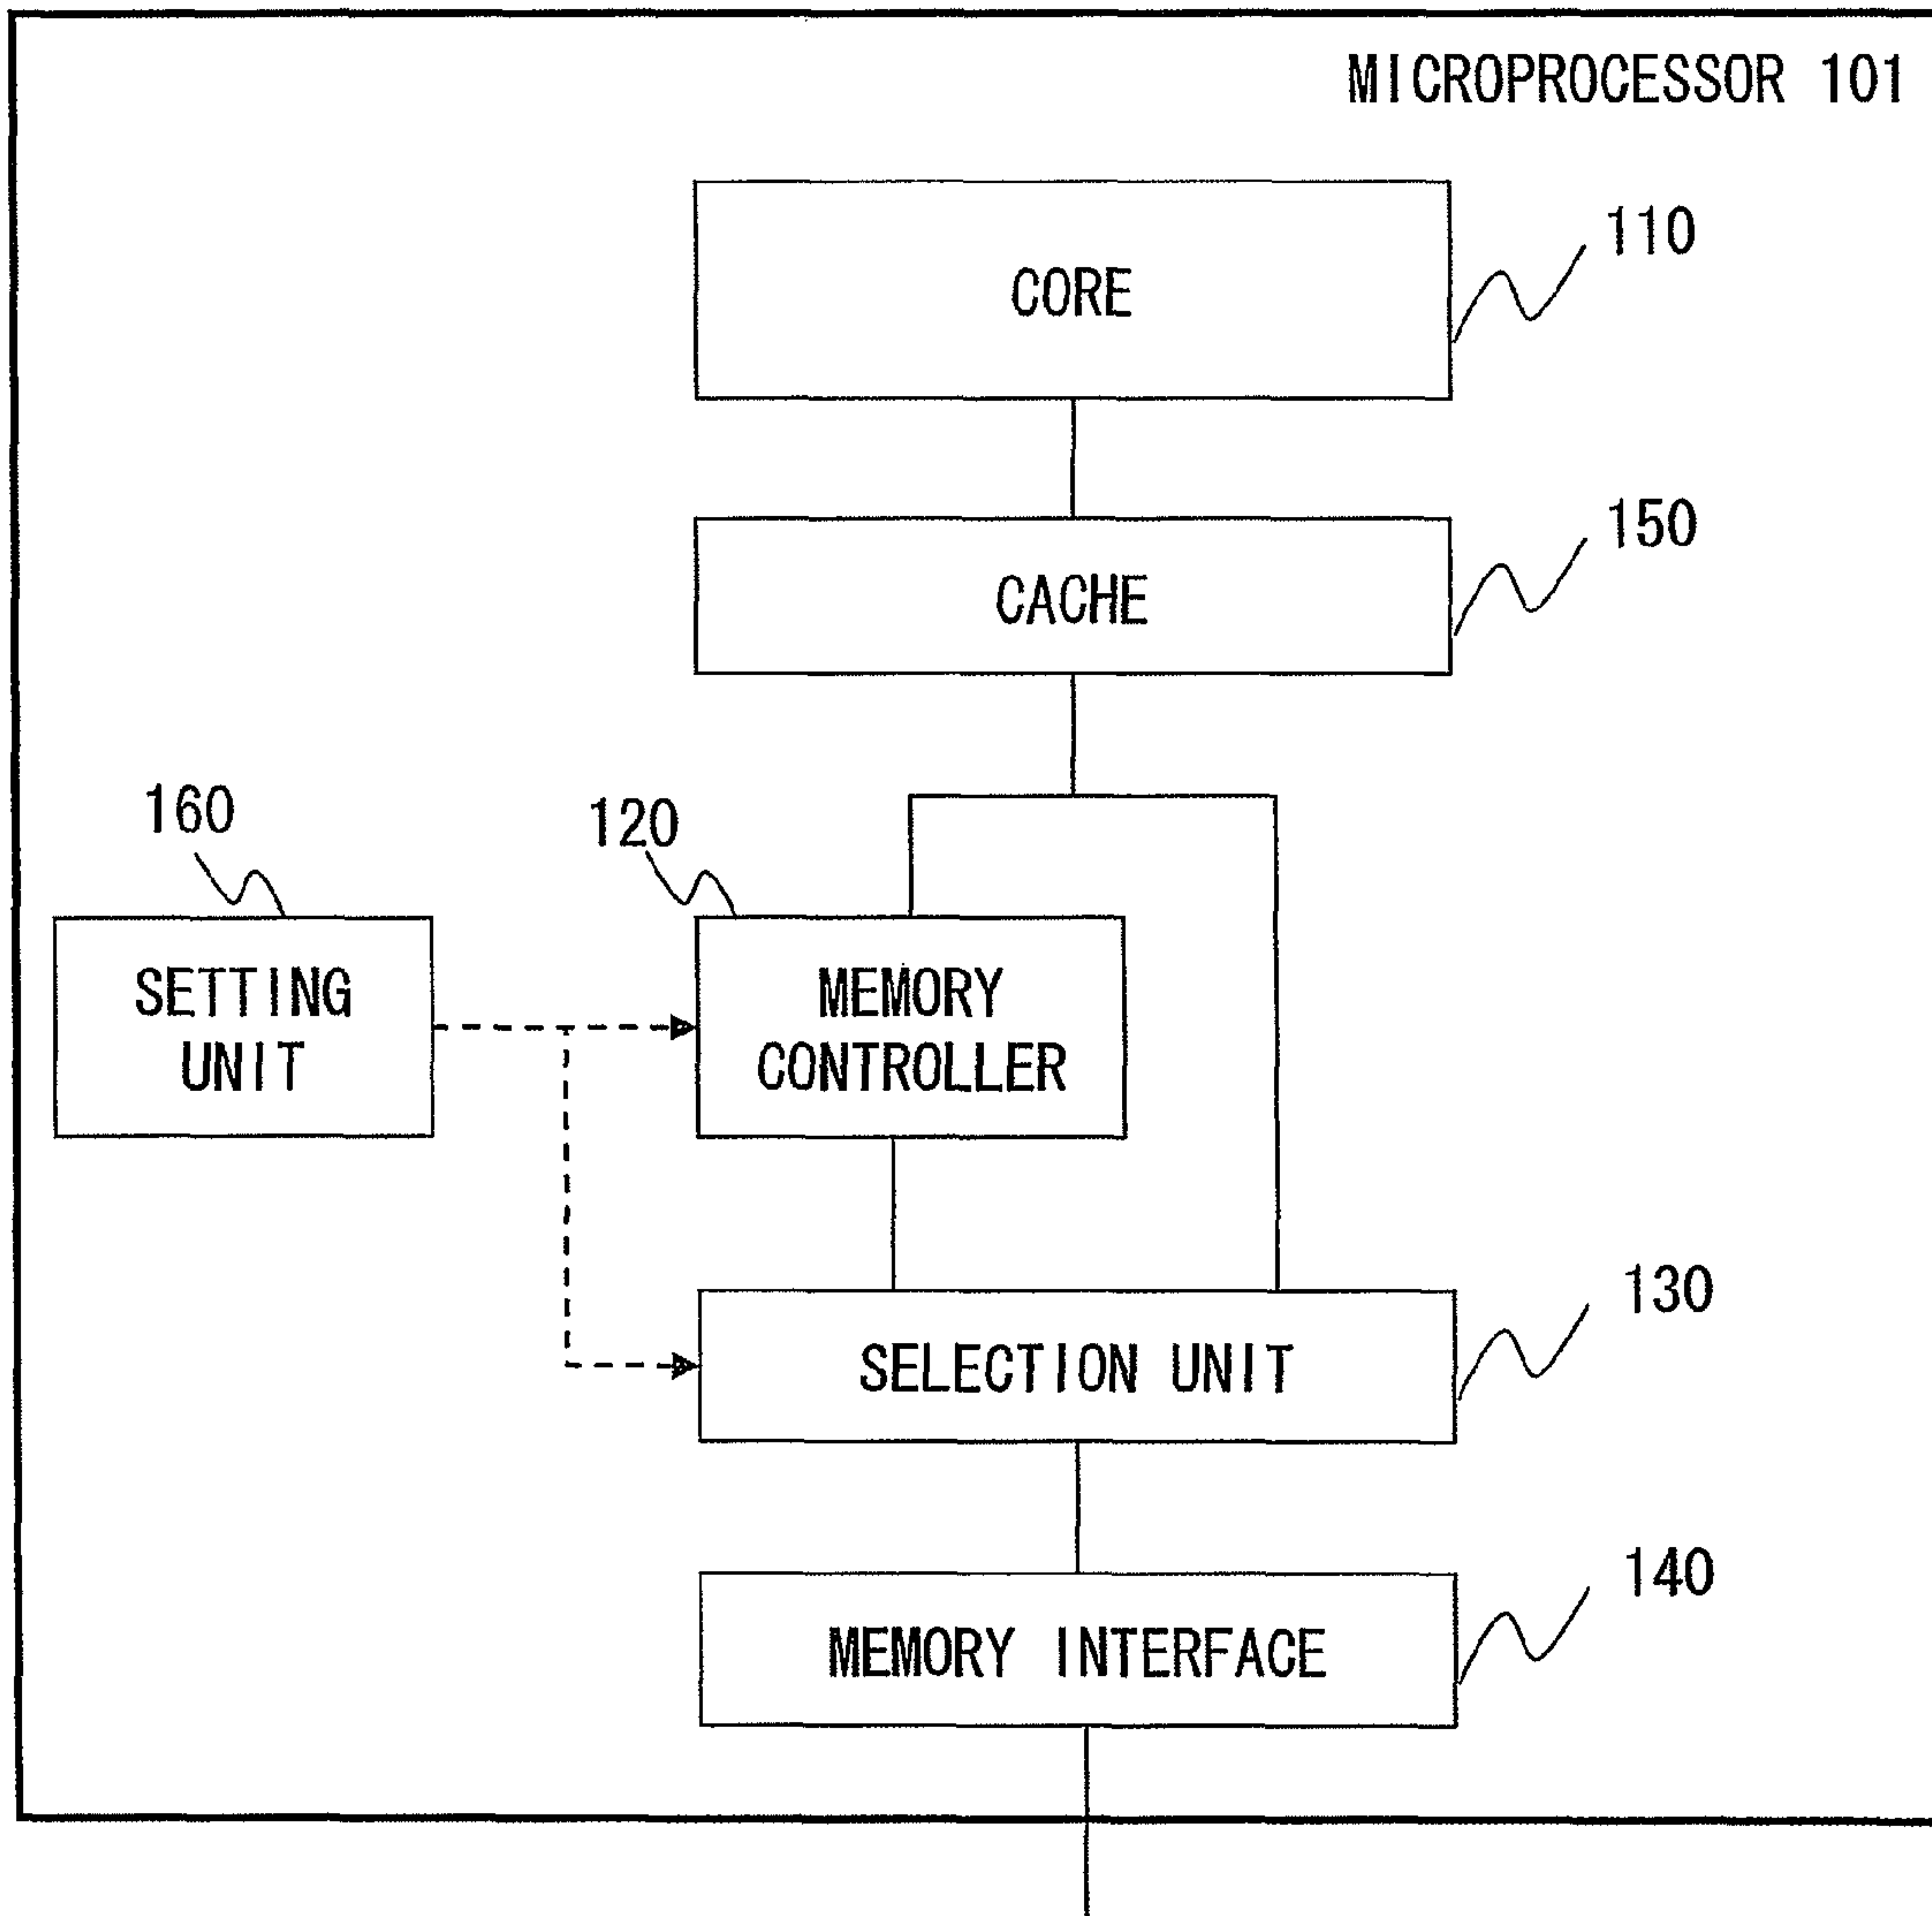 MICROPROCESSOR 101
CORE
110
CACHE
150
160
120
SETTING
UNIT
MEMORY
CONTROLLER
SELECTION UNIT
130
MEMORY INTERFACE
140